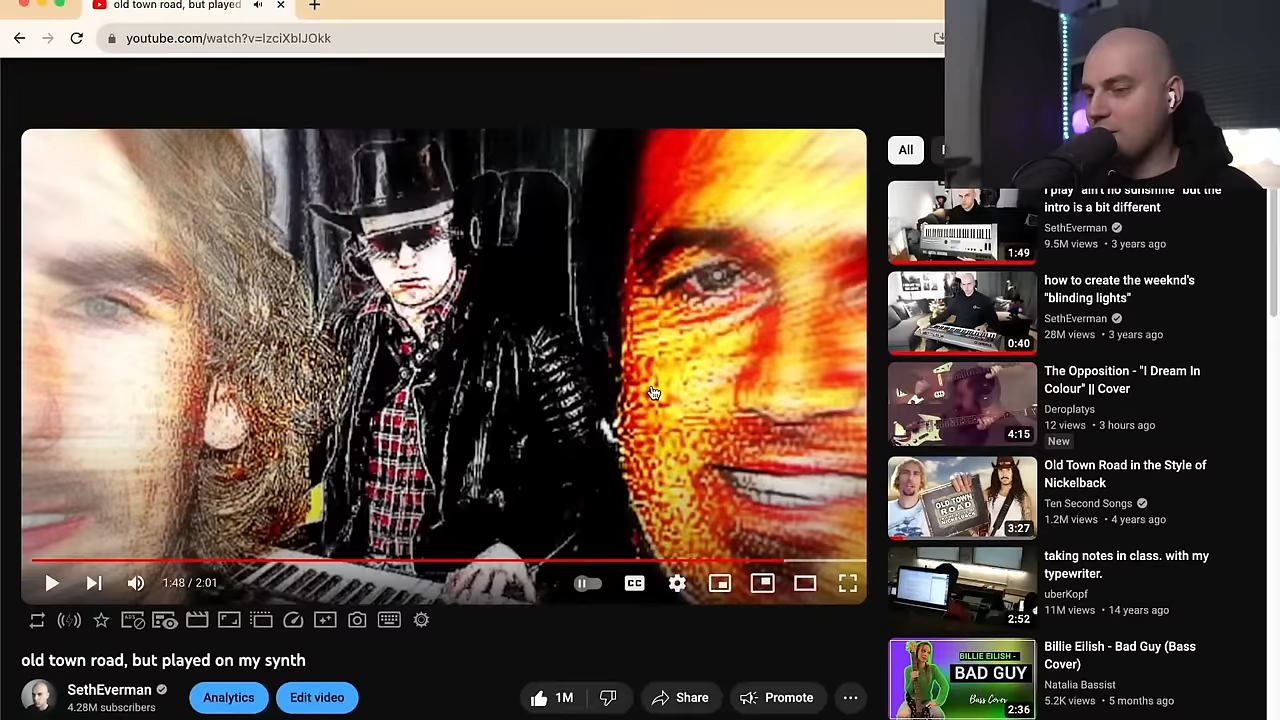 old town road, but played
youtube.com/watch?v=IzciXbIJOkk
All
I play "ain't no sunshine" but the
intro is a bit different
SethEverman
9.5M views • 3 years ago
1:49
how to create the weeknd's
"blinding lights"
SethEverman
28M views • 3 years ago
0:40
The Opposition - "I Dream In
Colour" || Cover
Deroplatys
12 views • 3 hours ago
New
4:15
Old Town Road in the Style of
Nickelback
Ten Second Songs
1.2M views • 4 years ago
OLD TOWN
ROAD
NICKELBACK
3:27
taking notes in class. with my
typewriter.
uberKopf
11M views • 14 years ago
2:52
Billie Eilish - Bad Guy (Bass
Cover)
Natalia Bassist
5.2K views • 5 months ago
BILLIE EILISH -
BAD GUY
Bass Cover
2:36
1:48 / 2:01
CC
old town road, but played on my synth
SethEverman
4.28M subscribers
Analytics
Edit video
1M
Share
Promote